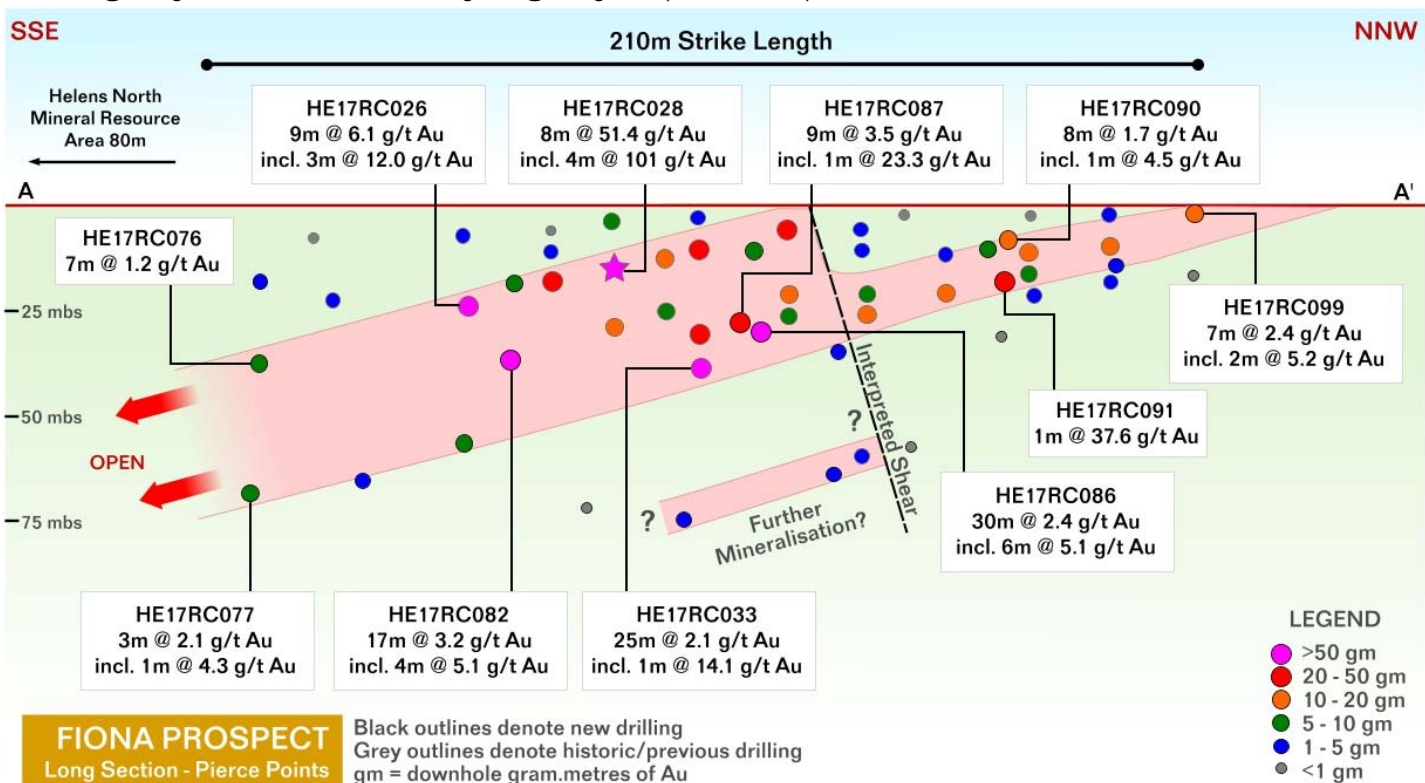 SSE
NNW
210m Strike Length
Helens North
Mineral Resource
Area 80m
HE17RC026
9m @ 6.1 g/t Au
incl. 3m @ 12.0 g/t Au
HE17RC028
8m @ 51.4 g/t Au
incl. 4m @ 101 g/t Au
HE17RC087
9m @ 3.5 g/t Au
incl. 1m @ 23.3 g/t Au
HE17RC090
8m @ 1.7 g/t Au
incl. 1m @ 4.5 g/t Au
A
A'
HE17RC076
7m @ 1.2 g/t Au
25 mbs
50 mbs
75 mbs
OPEN
HE17RC099
7m @ 2.4 g/t Au
incl. 2m @ 5.2 g/t Au
HE17RC091
1m @ 37.6 g/t Au
Interpreted Shear
?
?
Further
Mineralisation?
HE17RC086
30m @ 2.4 g/t Au
incl. 6m @ 5.1 g/t Au
HE17RC077
3m @ 2.1 g/t Au
incl. 1m @ 4.3 g/t Au
HE17RC082
17m @ 3.2 g/t Au
incl. 4m @ 5.1 g/t Au
HE17RC033
25m @ 2.1 g/t Au
incl. 1m @ 14.1 g/t Au
LEGEND
>50 gm
20 - 50 gm
10 - 20 gm
5 - 10 gm
1 - 5 gm
<1 gm
FIONA PROSPECT
Long Section - Pierce Points
Black outlines denote new drilling
Grey outlines denote historic/previous drilling
gm = downhole gram.metres of Au